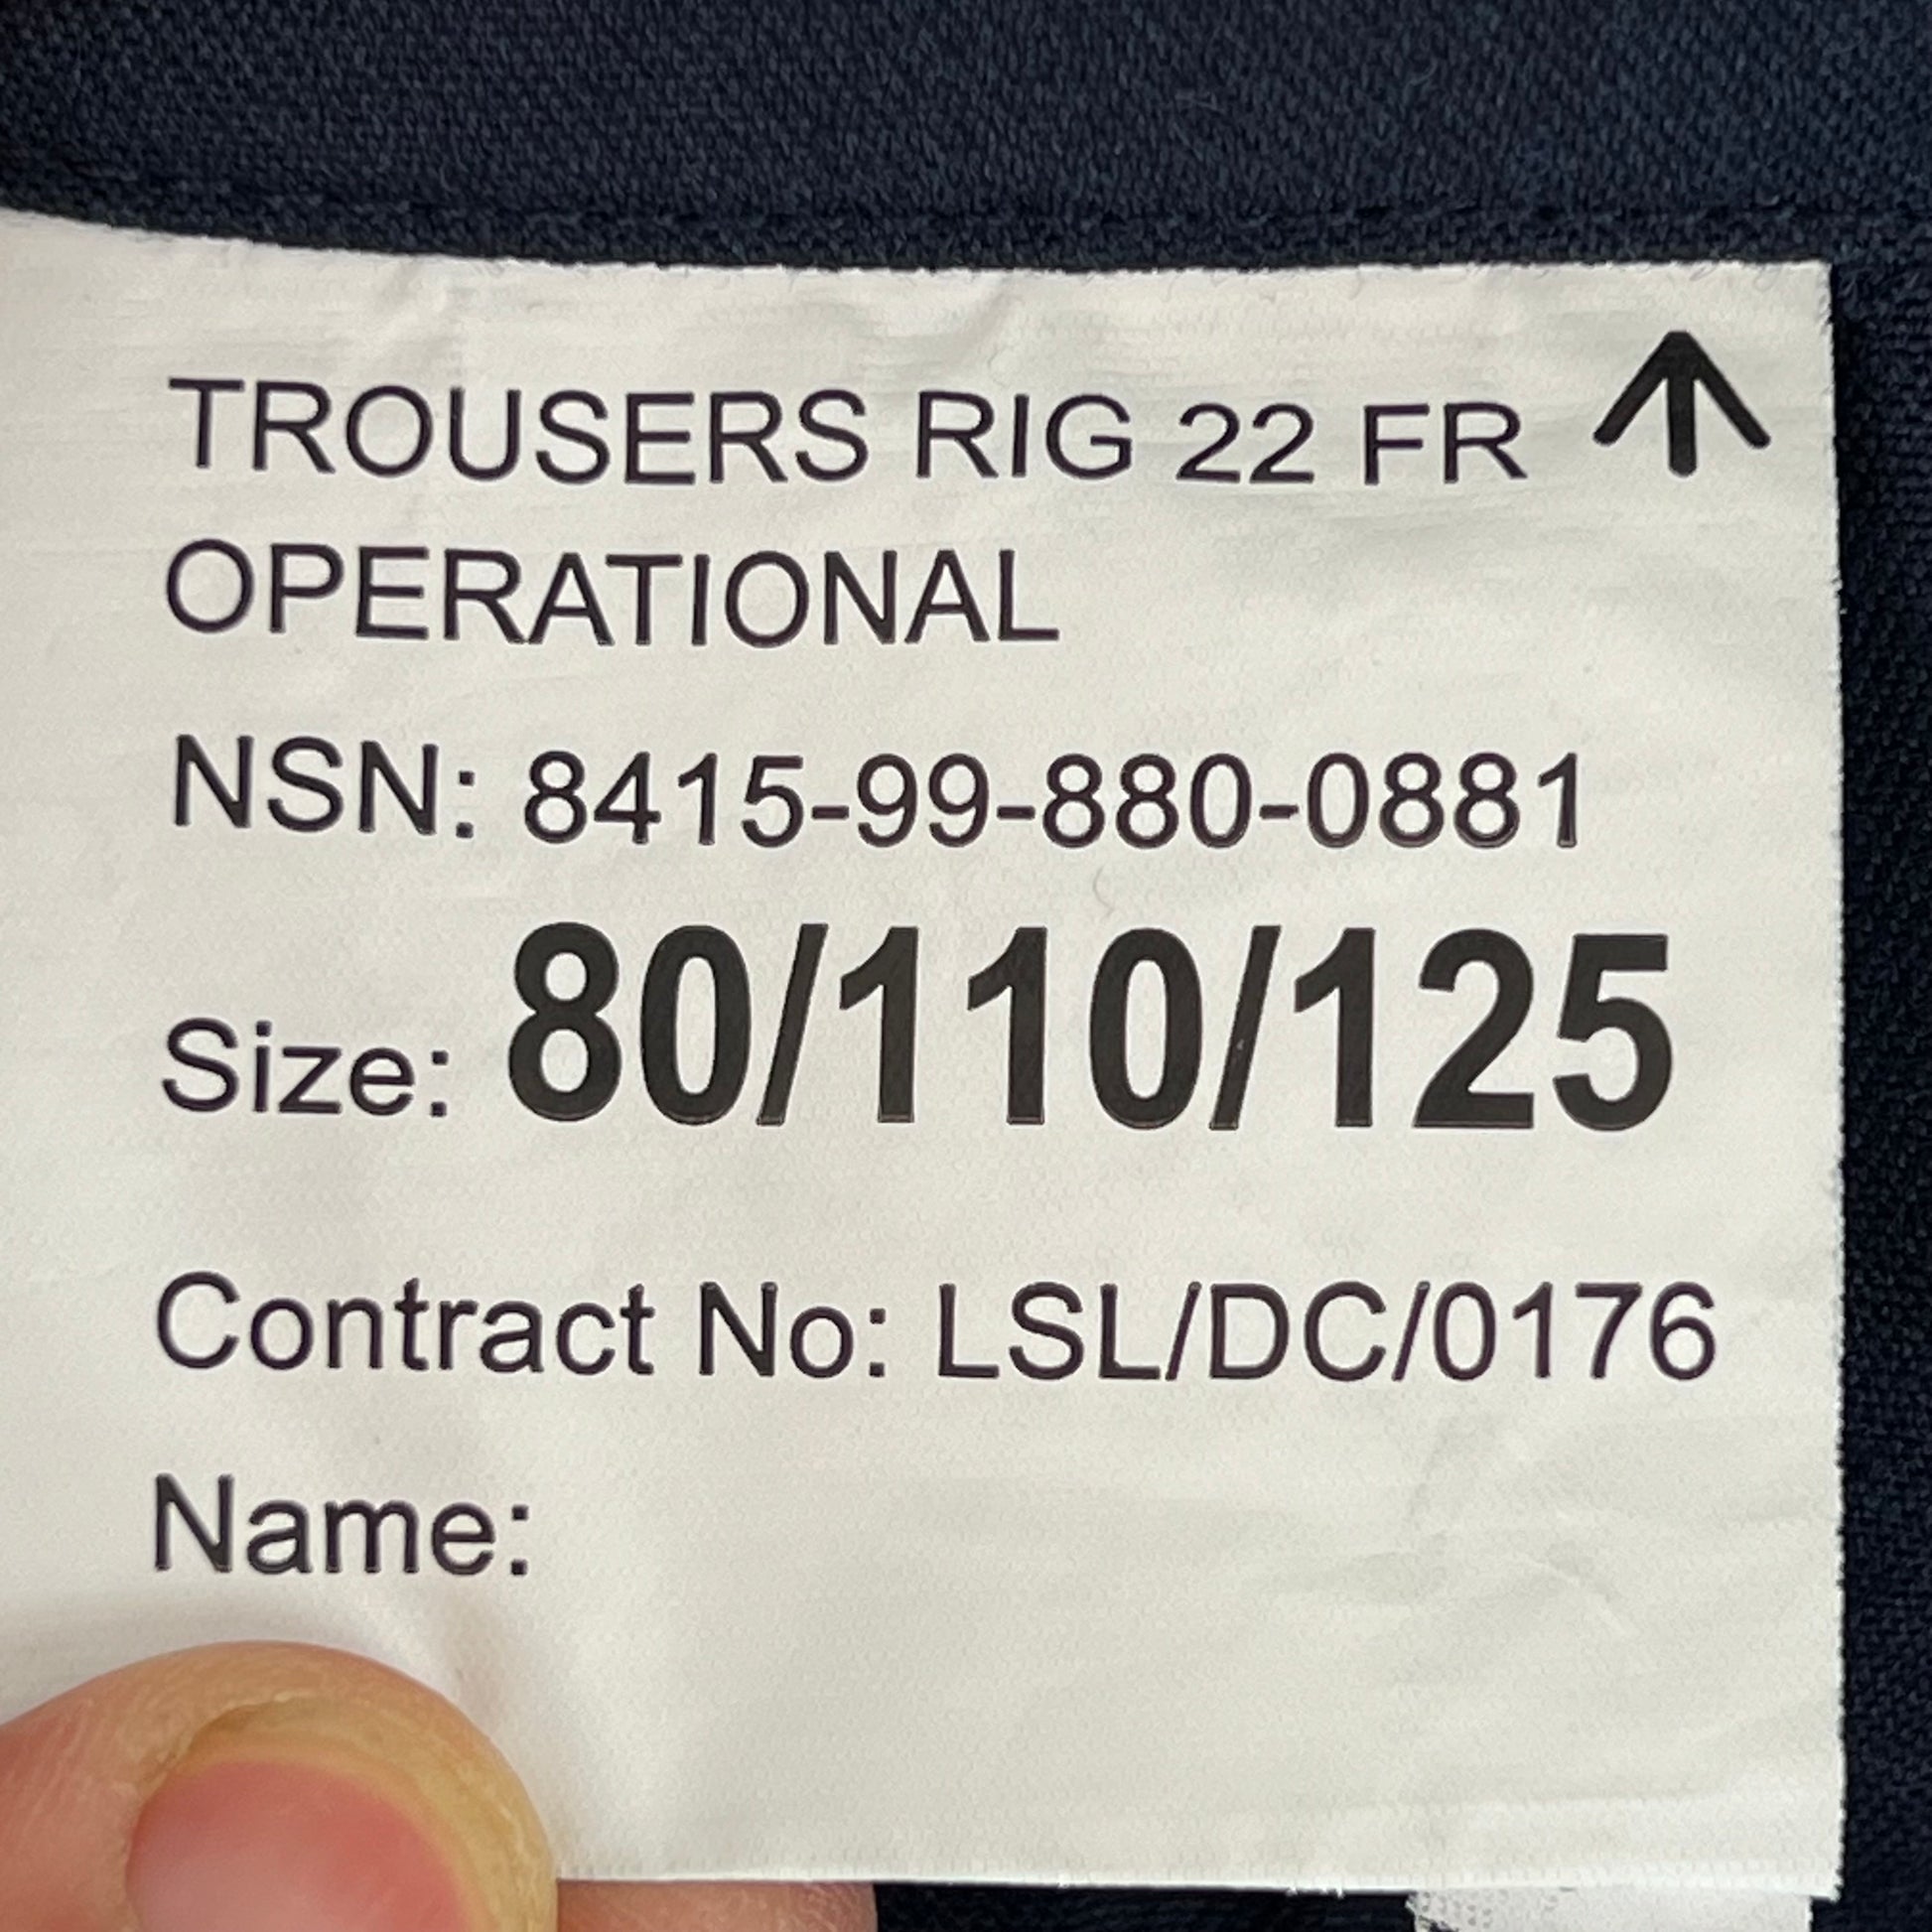 TROUSERS RIG 22 FR
OPERATIONAL
NSN: 8415-99-880-0881
Size: 80/110/125
Contract No: LSL/DC/0176
Name: